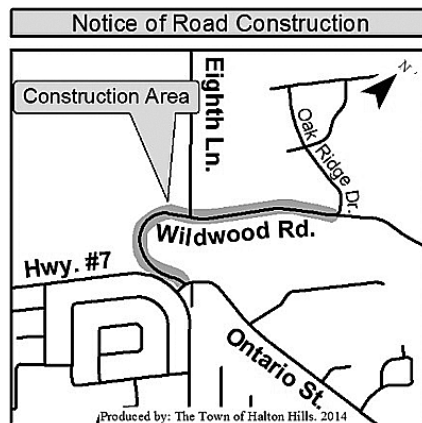 Notice of Road Construction
N
Construction Area
Eighth Ln.
Oak Ridge Dr.
Wildwood Rd.
Hwy. #7
Ontario St.
Produced by: The Town of Halton Hills. 2014